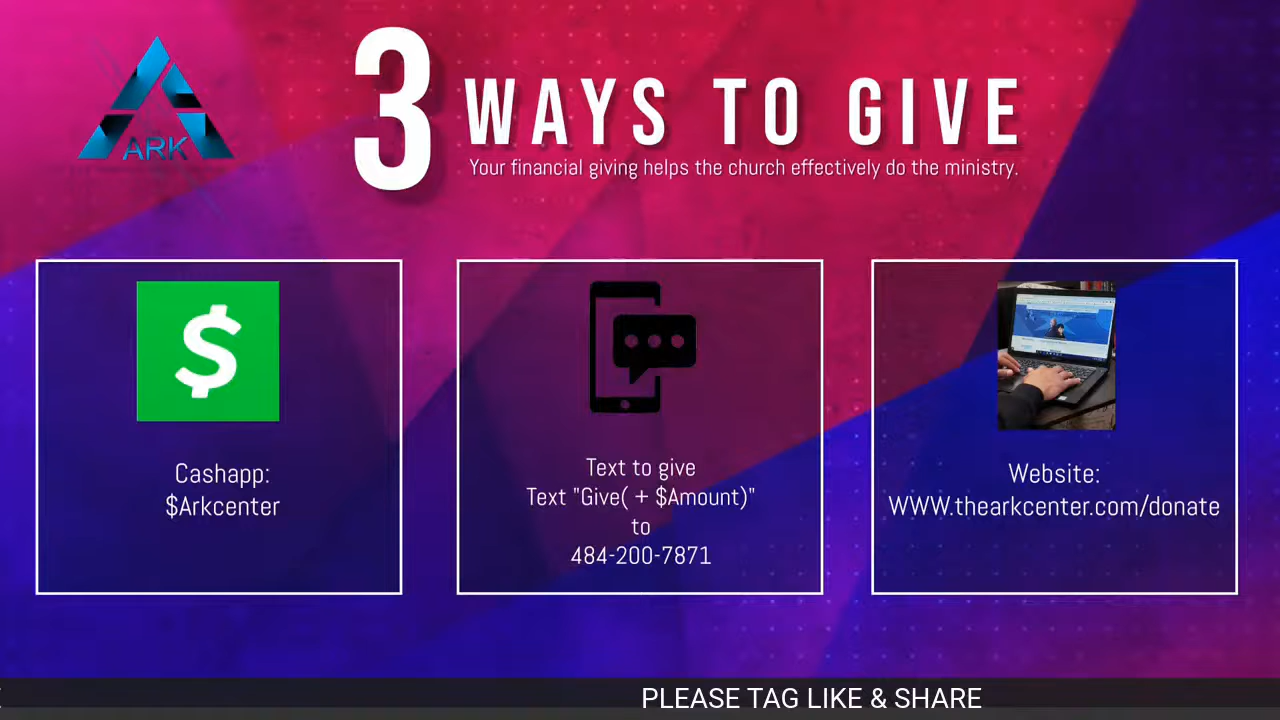 ARK
3 WAYS TO GIVE
Your financial giving helps the church effectively do the ministry.
Cashapp:
$Arkcenter
Text to give
Text "Give( + $Amount)"
to
484-200-7871
Website:
WWW.thearkcenter.com/donate
PLEASE TAG LIKE & SHARE